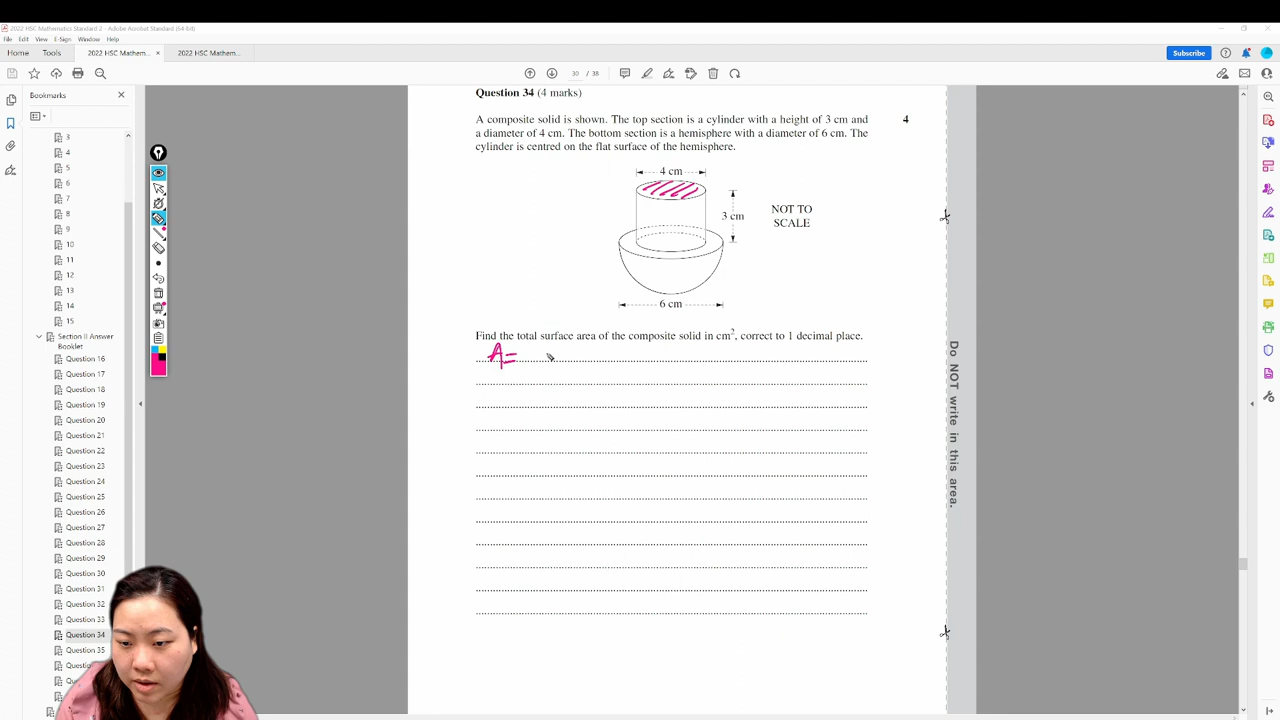 2022 HSC Mathematics Standard 2 - Adobe Acrobat Standard (64-bit)
File Edit View E-Sign Window Help
Home Tools 2022 HSC Mathem... × 2022 HSC Mathem...
Subscribe
30 / 38
Bookmarks
3
4
5
6
7
8
9
10
11
12
13
14
15
Section II Answer
Booklet
Question 16
Question 17
Question 18
Question 19
Question 20
Question 21
Question 22
Question 23
Question 24
Question 25
Question 26
Question 27
Question 28
Question 29
Question 30
Question 31
Question 32
Question 33
Question 34
Question 35
Questio
Questi
Quest
Question 34 (4 marks)
A composite solid is shown. The top section is a cylinder with a height of 3 cm and
a diameter of 4 cm. The bottom section is a hemisphere with a diameter of 6 cm. The
cylinder is centred on the flat surface of the hemisphere.
4
4 cm
3 cm
NOT TO
SCALE
6 cm
Find the total surface area of the composite solid in cm², correct to 1 decimal place.
A=
Do NOT write in this area.